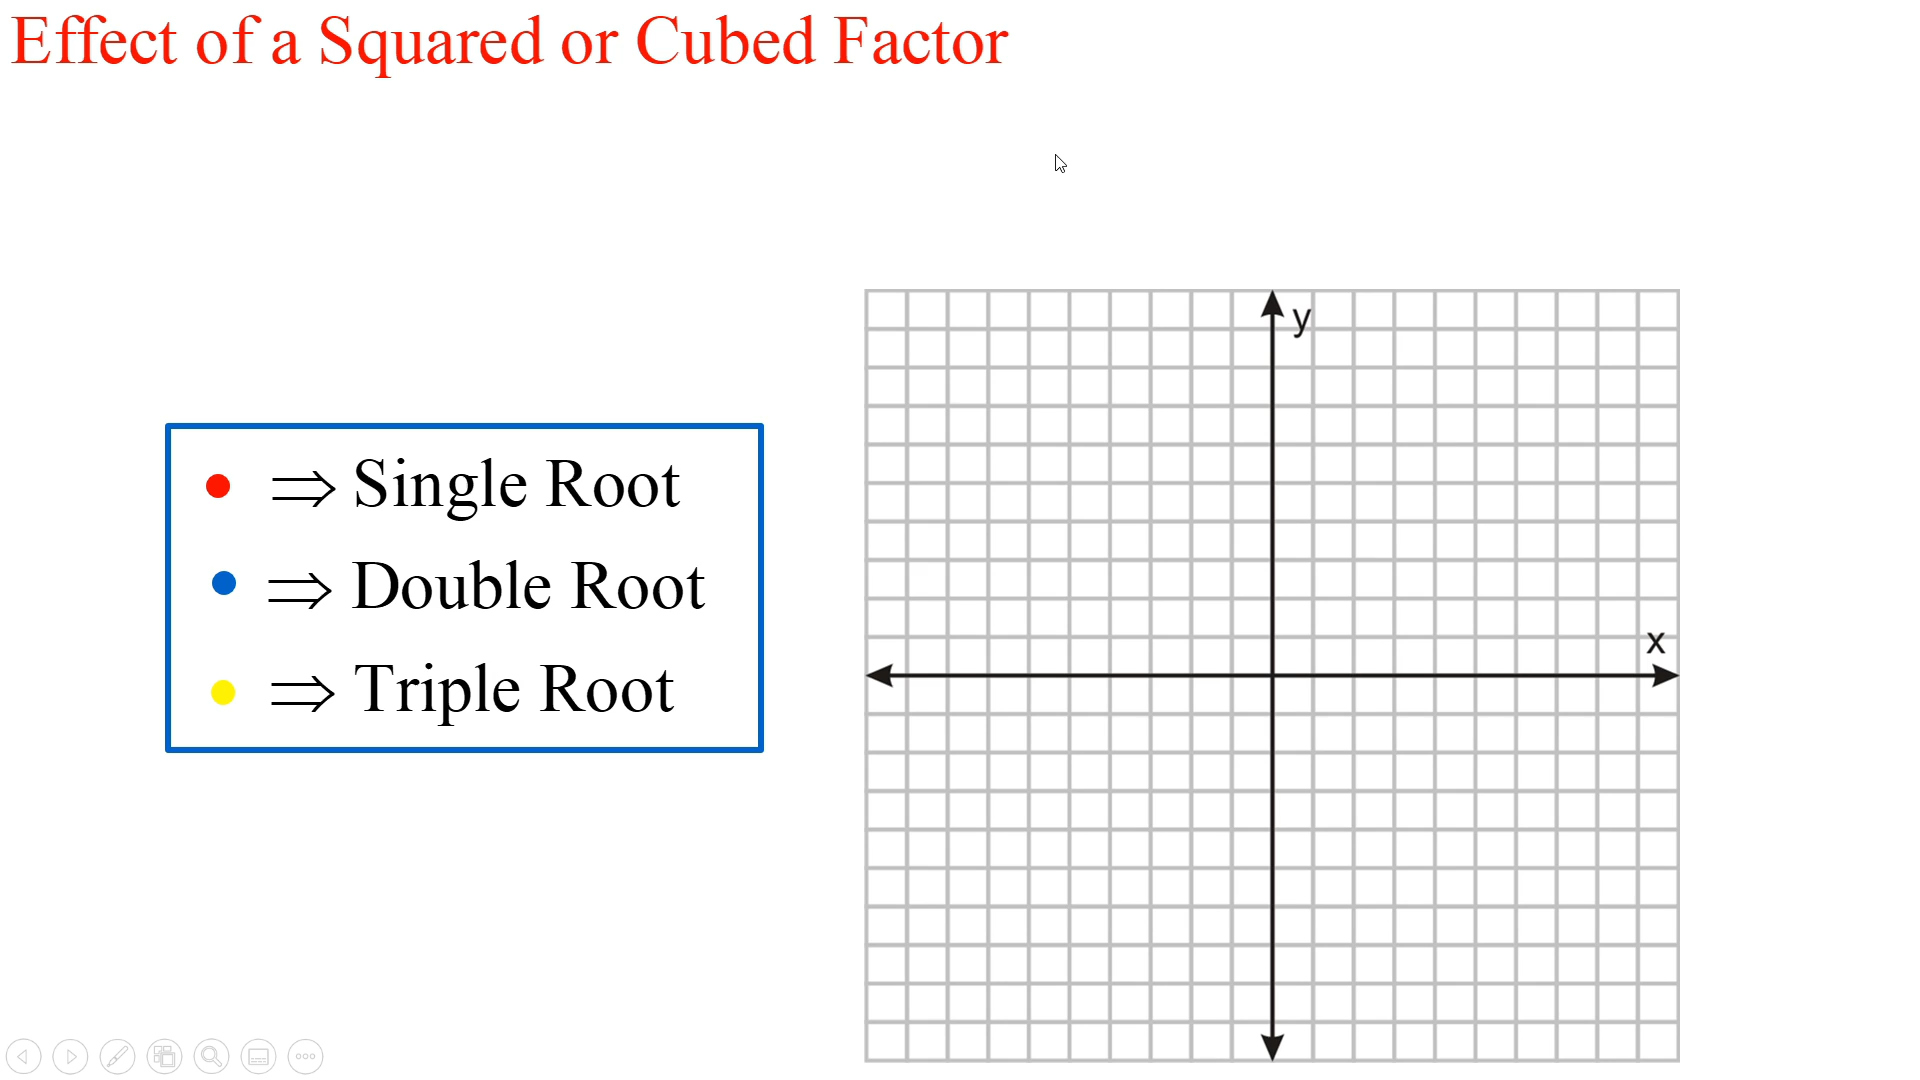 Effect of a Squared or Cubed Factor
⇒ Single Root
⇒ Double Root
⇒ Triple Root
y
x